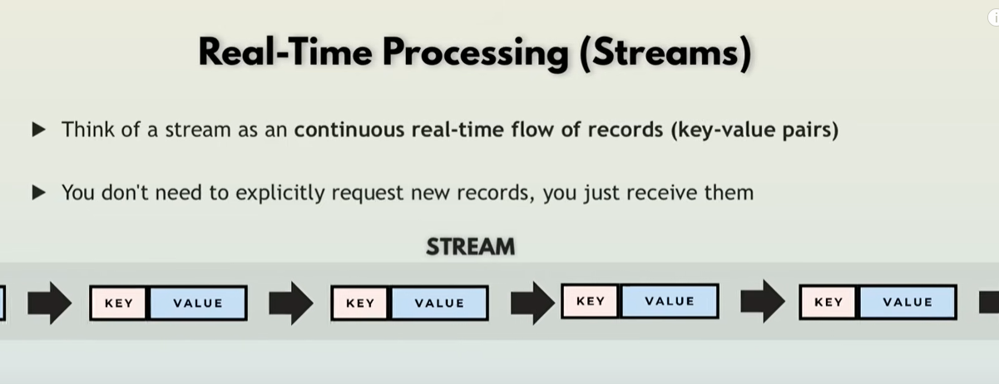 Real-Time Processing (Streams)
Think of a stream as an continuous real-time flow of records (key-value pairs)
You don't need to explicitly request new records, you just receive them
STREAM
KEY VALUE KEY VALUE KEY VALUE KEY VALUE